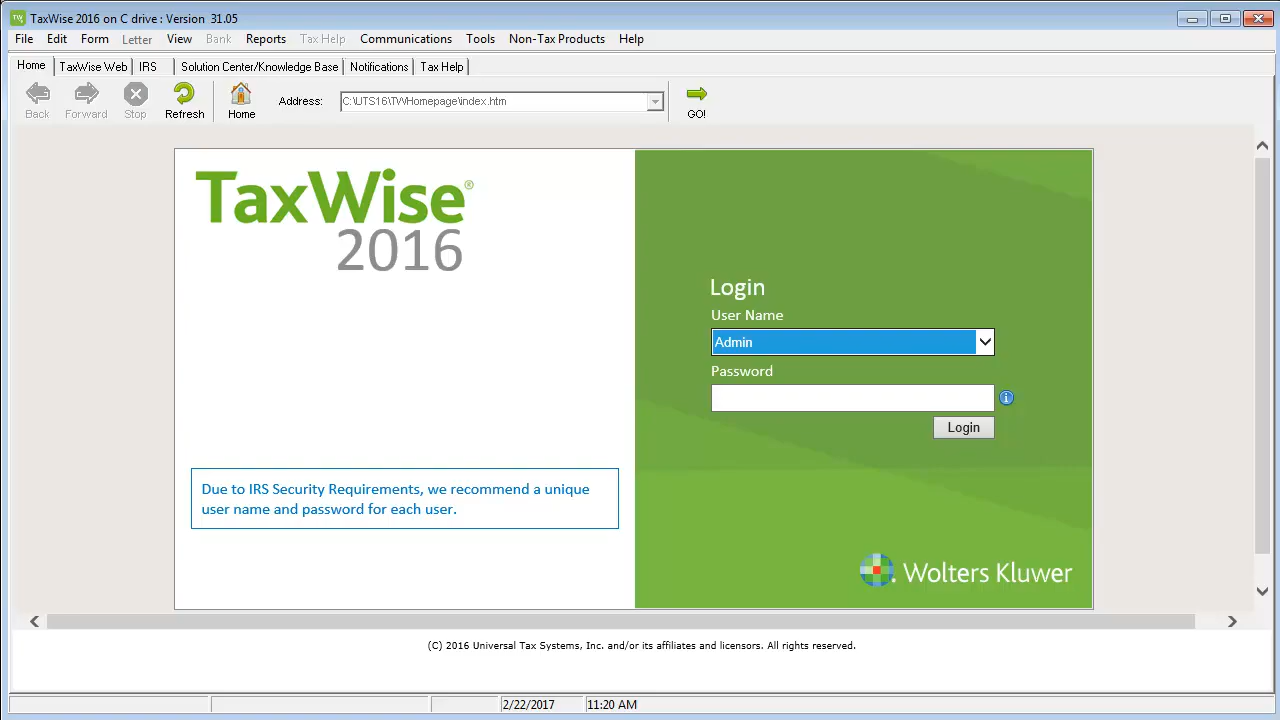 TaxWise 2016 on C drive : Version 31.05
File Edit Form Letter View Bank Reports Tax Help Communications Tools Non-Tax Products Help
Home TaxWise Web IRS Solution Center/Knowledge Base Notifications Tax Help
Back Forward Stop Refresh Home Address: C:\UTS16\TWHomepage\index.htm GO!
TaxWise®
2016
Login
User Name
Admin
Password
i
Login
Due to IRS Security Requirements, we recommend a unique
user name and password for each user.
Wolters Kluwer
(C) 2016 Universal Tax Systems, Inc. and/or its affiliates and licensors. All rights reserved.
2/22/2017 11:20 AM